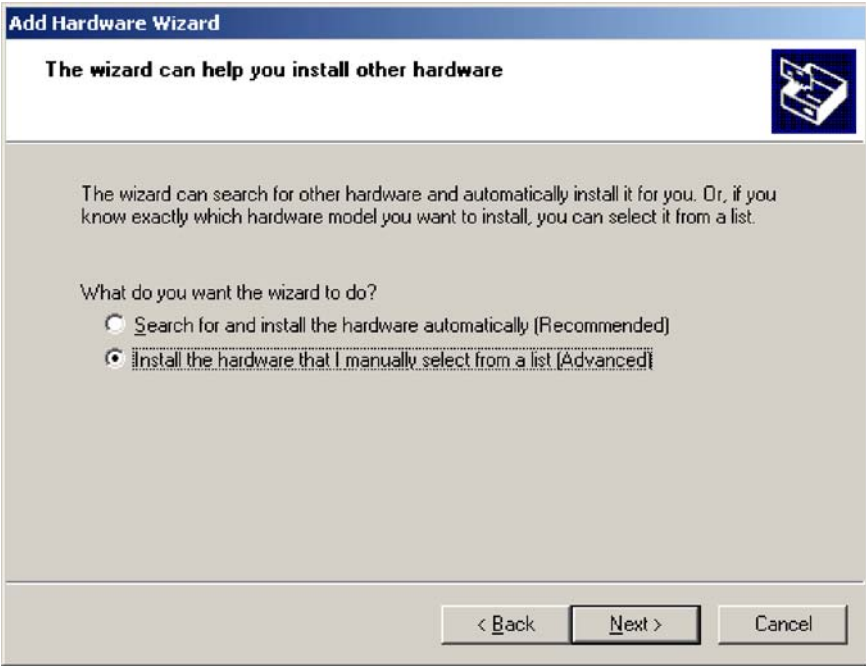 Add Hardware Wizard
The wizard can help you install other hardware
The wizard can search for other hardware and automatically install it for you. Or, if you
know exactly which hardware model you want to install, you can select it from a list.
What do you want the wizard to do?
Search for and install the hardware automatically (Recommended)
Install the hardware that I manually select from a list (Advanced)
< Back Next > Cancel